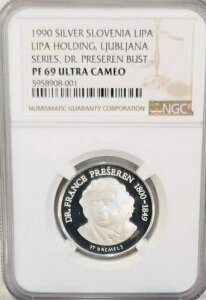 1990 SILVER SLOVENIA LIPA
LIPA HOLDING, LJUBLJANA
SERIES, DR. PRESEREN BUST
PF 69 ULTRA CAMEO
5958908-001
NGC
NUMISMATIC GUARANTY CORPORATION
DR. FRANCE PREŠEREN 1800-1849